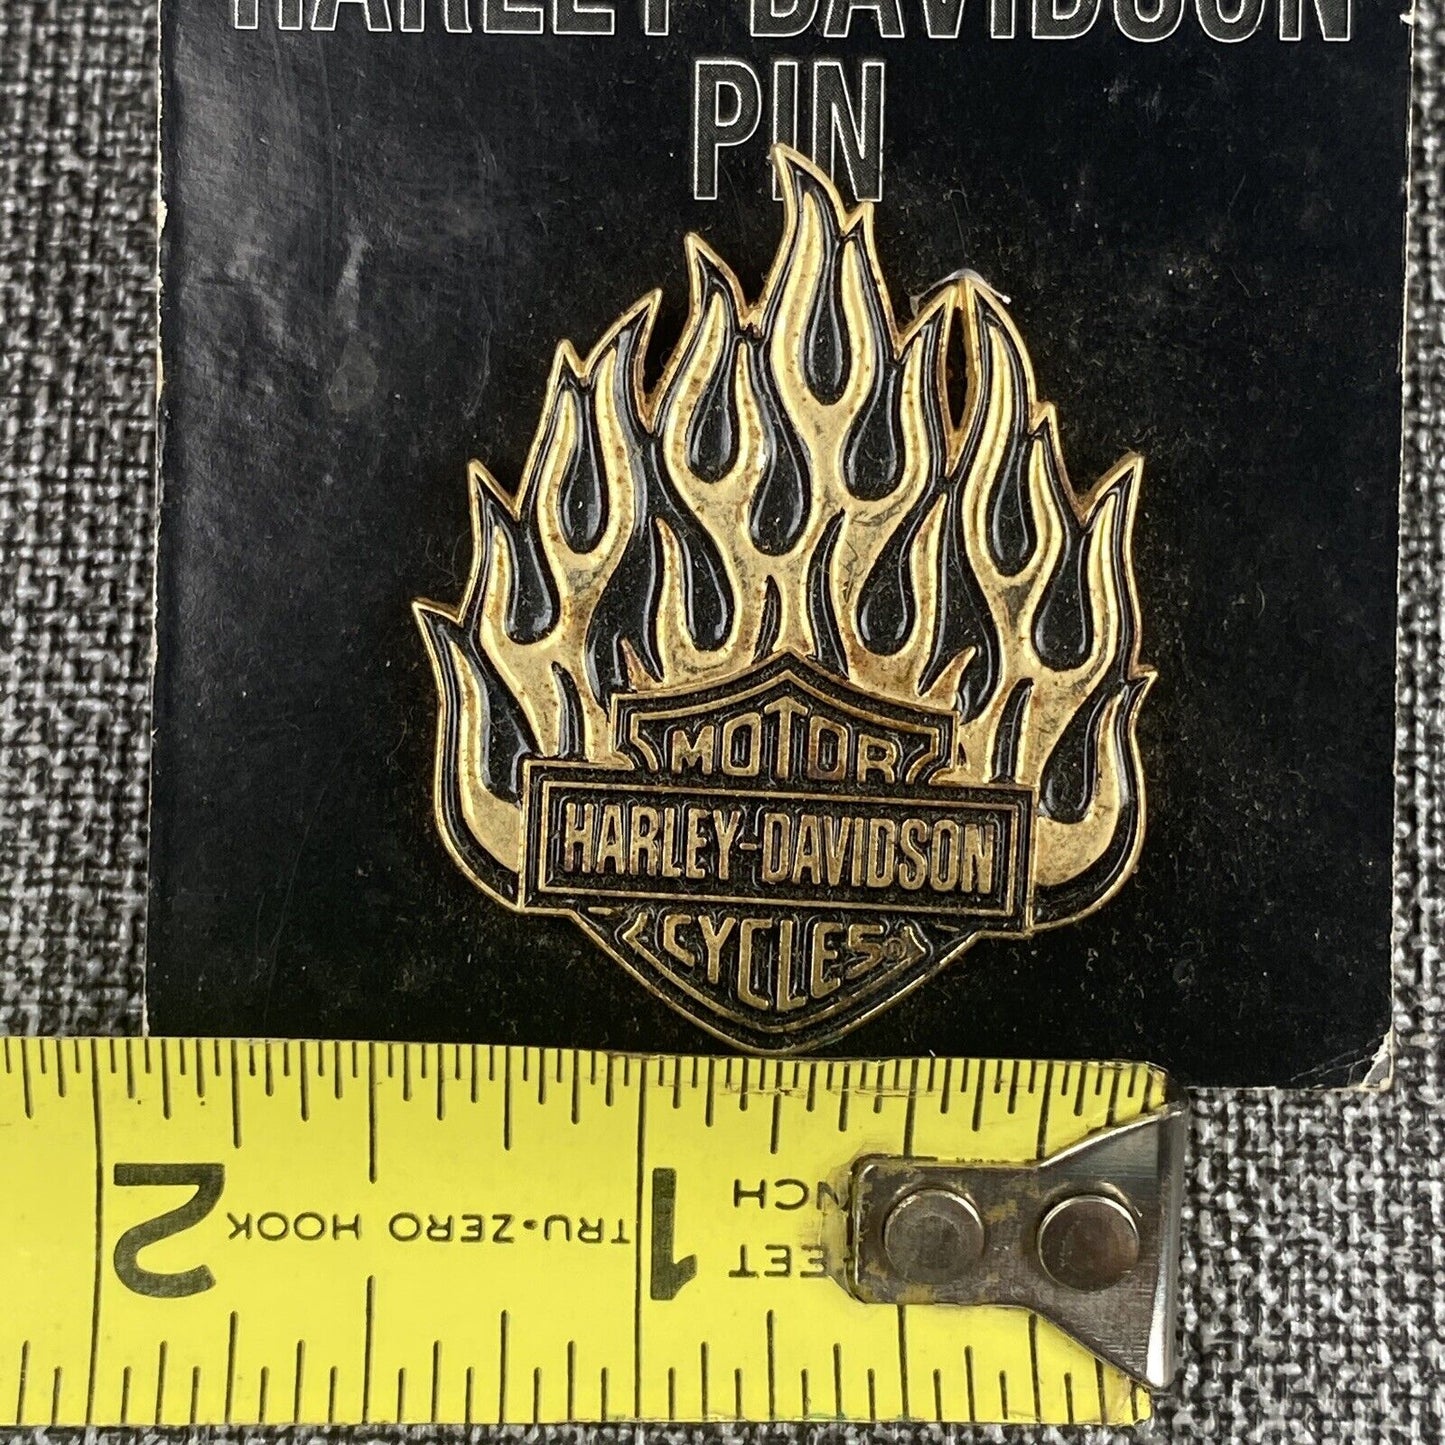 HARLEY-DAVIDSON
PIN
MOTOR
HARLEY-DAVIDSON
CYCLES®
2
TRU·ZERO HOOK
1
INCH
FEET